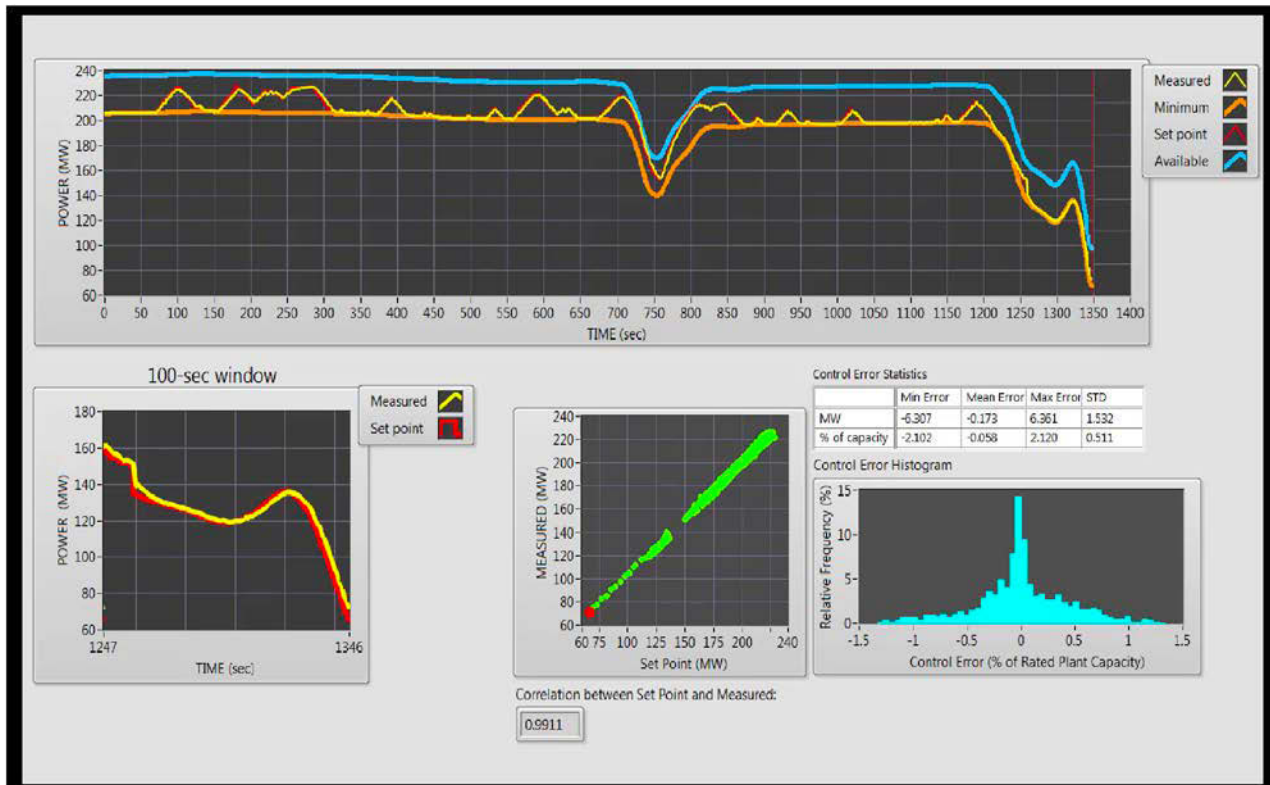 240
220
200
180
160
140
120
100
80
60
POWER (MW)
0 50 100 150 200 250 300 350 400 450 500 550 600 650 700 750 800 850 900 950 1000 1050 1100 1150 1200 1250 1300 1350 1400
TIME (sec)
Measured
Minimum
Set point
Available
100-sec window
180
160
140
120
100
80
60
POWER (MW)
1247 1346
TIME (sec)
Measured
Set point
240
220
200
180
160
140
120
100
80
60
MEASURED (MW)
60 75 100 125 150 175 200 240
Set Point (MW)
Correlation between Set Point and Measured:
0.9911
Control Error Statistics
Min Error Mean Error Max Error STD
MW -6.307 -0.173 6.361 1.532
% of capacity -2.102 -0.058 2.120 0.511
Control Error Histogram
15
10
5
0
Relative Frequency (%)
-1.5 -1 -0.5 0 0.5 1 1.5
Control Error (% of Rated Plant Capacity)